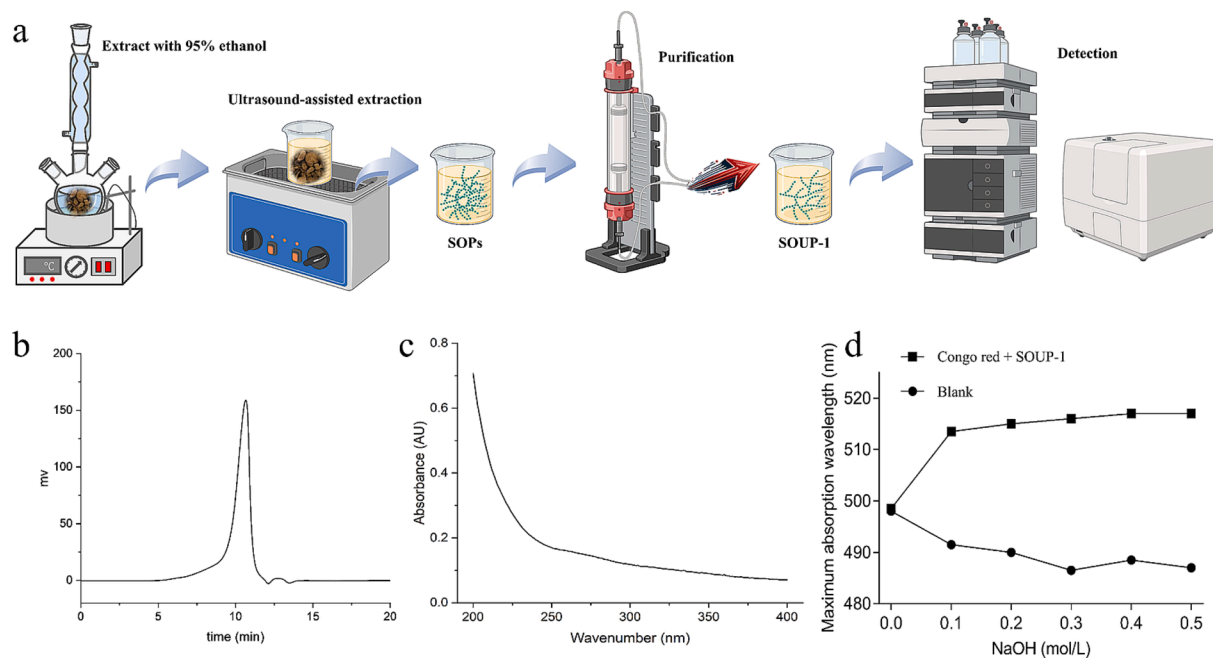 a
Extract with 95% ethanol
Ultrasound-assisted extraction
Purification
Detection
°C
SOPs
SOUP-1
b
200
150
100
50
0
mv
0
5
10
15
20
time (min)
c
0.8
0.6
0.4
0.2
0.0
Absorbance (AU)
200
250
300
350
400
Wavenumber (nm)
d
Congo red + SOUP-1
Blank
520
510
500
490
480
Maximum absorption wavelength (nm)
0.0
0.1
0.2
0.3
0.4
0.5
NaOH (mol/L)